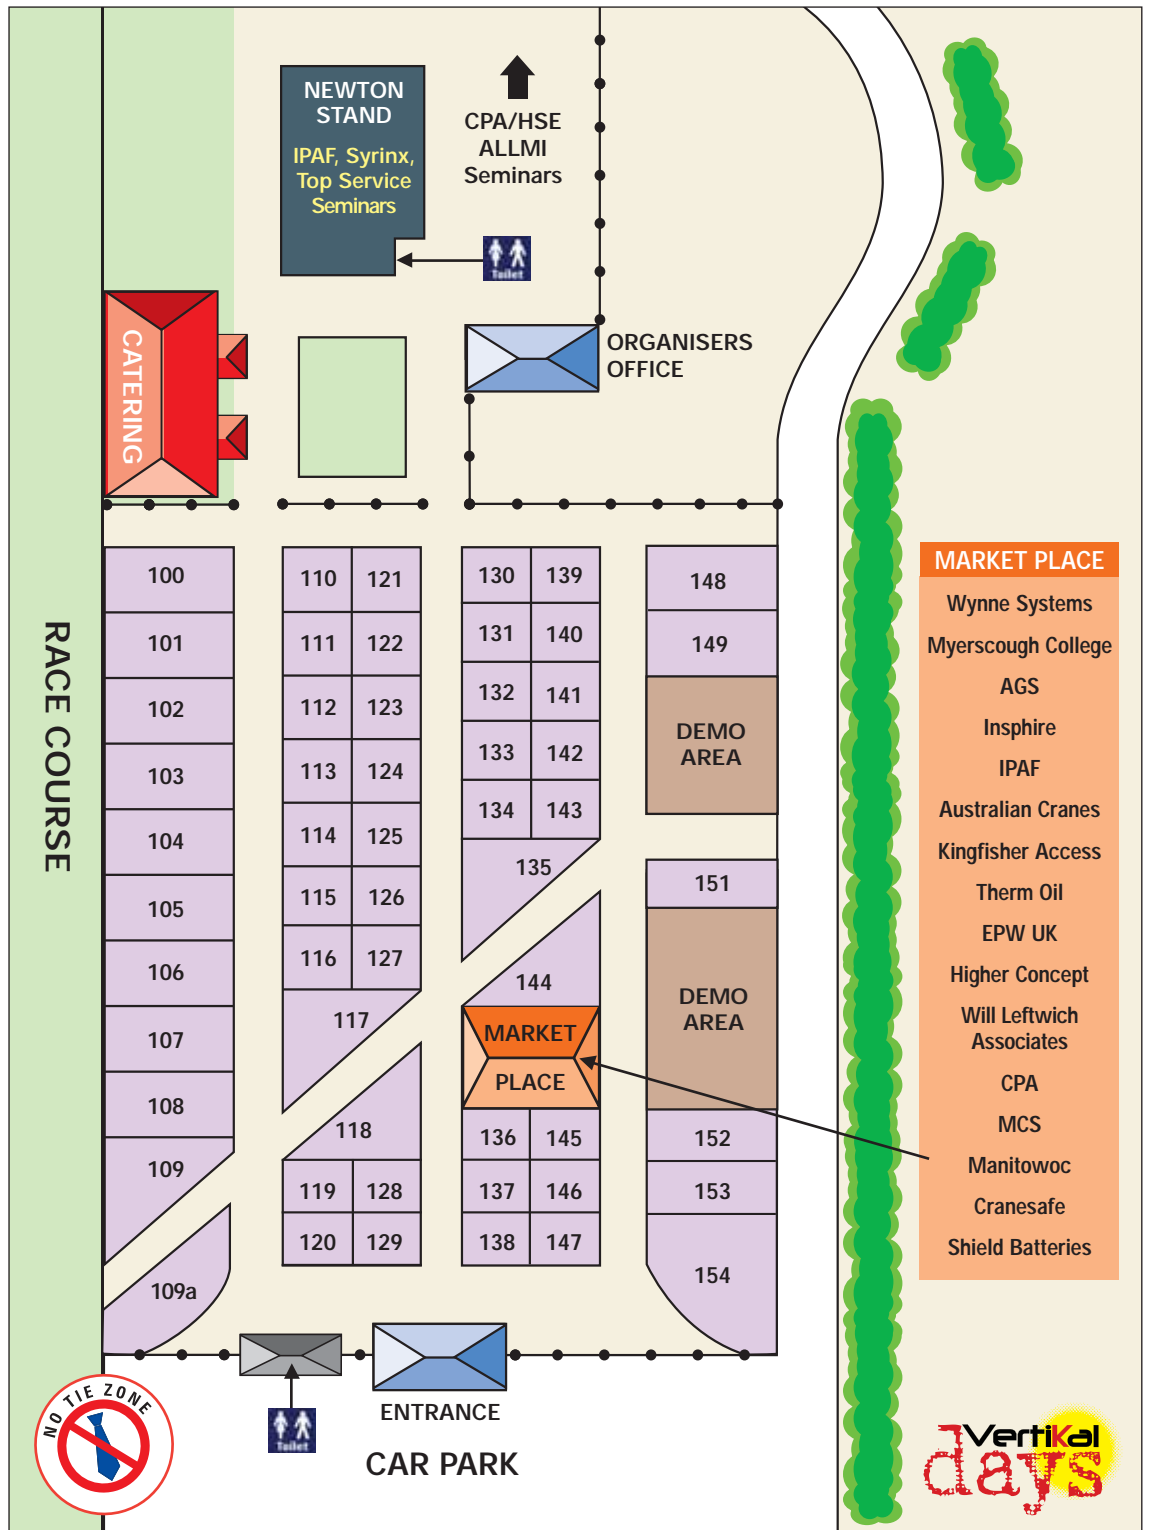 NEWTON
STAND
IPAF, Syrinx,
Top Service
Seminars
CPA/HSE
ALLMI
Seminars
Toilet
CATERING
ORGANISERS
OFFICE
RACE COURSE
100
101
102
103
104
105
106
107
108
109
109a
110 121
111 122
112 123
113 124
114 125
115 126
116 127
117
118
119 128
120 129
130 139
131 140
132 141
133 142
134 143
135
144
MARKET
PLACE
136 145
137 146
138 147
148
149
DEMO
AREA
151
DEMO
AREA
152
153
154
MARKET PLACE
Wynne Systems
Myerscough College
AGS
Insphire
IPAF
Australian Cranes
Kingfisher Access
Therm Oil
EPW UK
Higher Concept
Will Leftwich
Associates
CPA
MCS
Manitowoc
Cranesafe
Shield Batteries
NO TIE ZONE
Toilet
ENTRANCE
CAR PARK
VertiKal
days